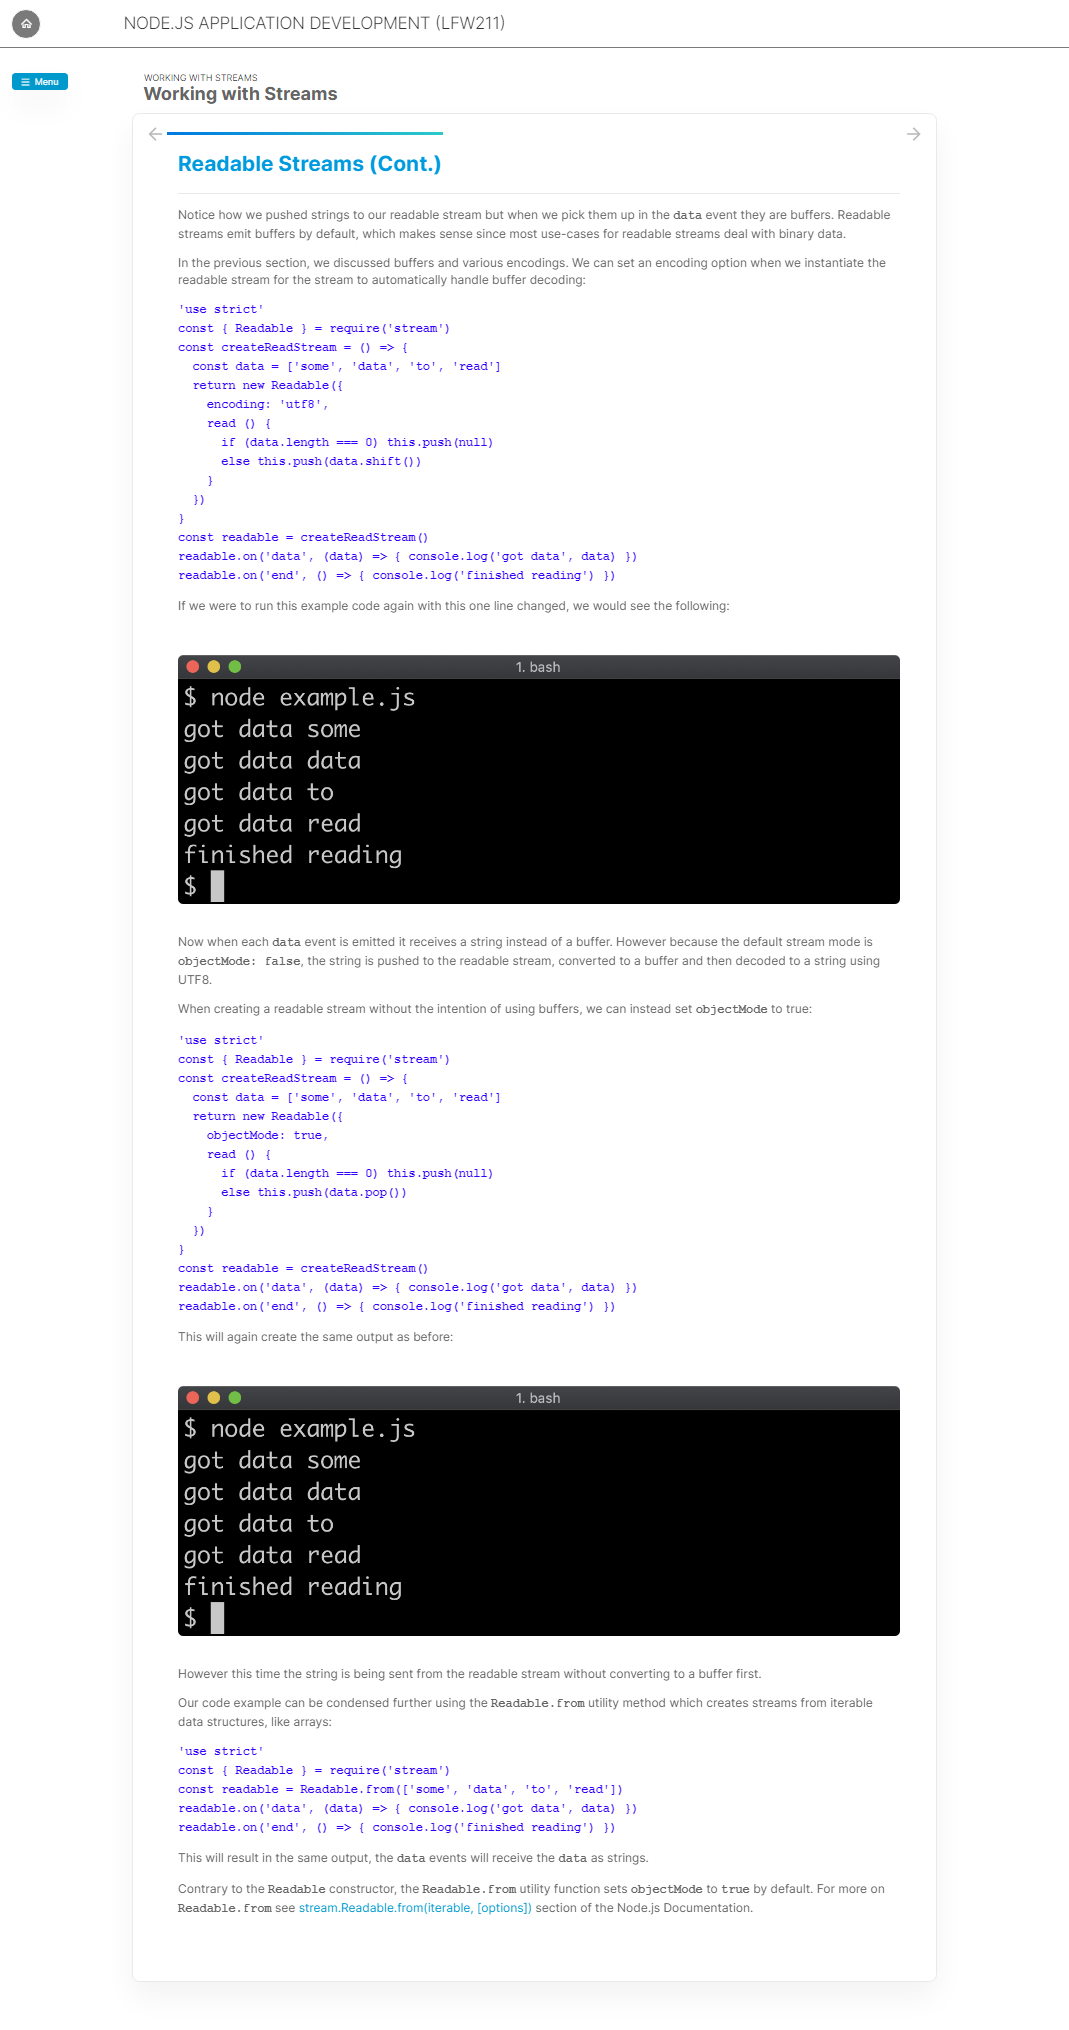 NODE.JS APPLICATION DEVELOPMENT (LFW211)
Menu
WORKING WITH STREAMS
Working with Streams
Readable Streams (Cont.)
Notice how we pushed strings to our readable stream but when we pick them up in the data event they are buffers. Readable
streams emit buffers by default, which makes sense since most use-cases for readable streams deal with binary data.
In the previous section, we discussed buffers and various encodings. We can set an encoding option when we instantiate the
readable stream for the stream to automatically handle buffer decoding:
'use strict'
const { Readable } = require('stream')
const createReadStream = () => {
  const data = ['some', 'data', 'to', 'read']
  return new Readable({
    encoding: 'utf8',
    read () {
      if (data.length === 0) this.push(null)
      else this.push(data.shift())
    }
  })
}
const readable = createReadStream()
readable.on('data', (data) => { console.log('got data', data) })
readable.on('end', () => { console.log('finished reading') })
If we were to run this example code again with this one line changed, we would see the following:
1. bash
$ node example.js
got data some
got data data
got data to
got data read
finished reading
$
Now when each data event is emitted it receives a string instead of a buffer. However because the default stream mode is
objectMode: false, the string is pushed to the readable stream, converted to a buffer and then decoded to a string using
UTF8.
When creating a readable stream without the intention of using buffers, we can instead set objectMode to true:
'use strict'
const { Readable } = require('stream')
const createReadStream = () => {
  const data = ['some', 'data', 'to', 'read']
  return new Readable({
    objectMode: true,
    read () {
      if (data.length === 0) this.push(null)
      else this.push(data.pop())
    }
  })
}
const readable = createReadStream()
readable.on('data', (data) => { console.log('got data', data) })
readable.on('end', () => { console.log('finished reading') })
This will again create the same output as before:
1. bash
$ node example.js
got data some
got data data
got data to
got data read
finished reading
$
However this time the string is being sent from the readable stream without converting to a buffer first.
Our code example can be condensed further using the Readable.from utility method which creates streams from iterable
data structures, like arrays:
'use strict'
const { Readable } = require('stream')
const readable = Readable.from(['some', 'data', 'to', 'read'])
readable.on('data', (data) => { console.log('got data', data) })
readable.on('end', () => { console.log('finished reading') })
This will result in the same output, the data events will receive the data as strings.
Contrary to the Readable constructor, the Readable.from utility function sets objectMode to true by default. For more on
Readable.from see stream.Readable.from(iterable, [options]) section of the Node.js Documentation.